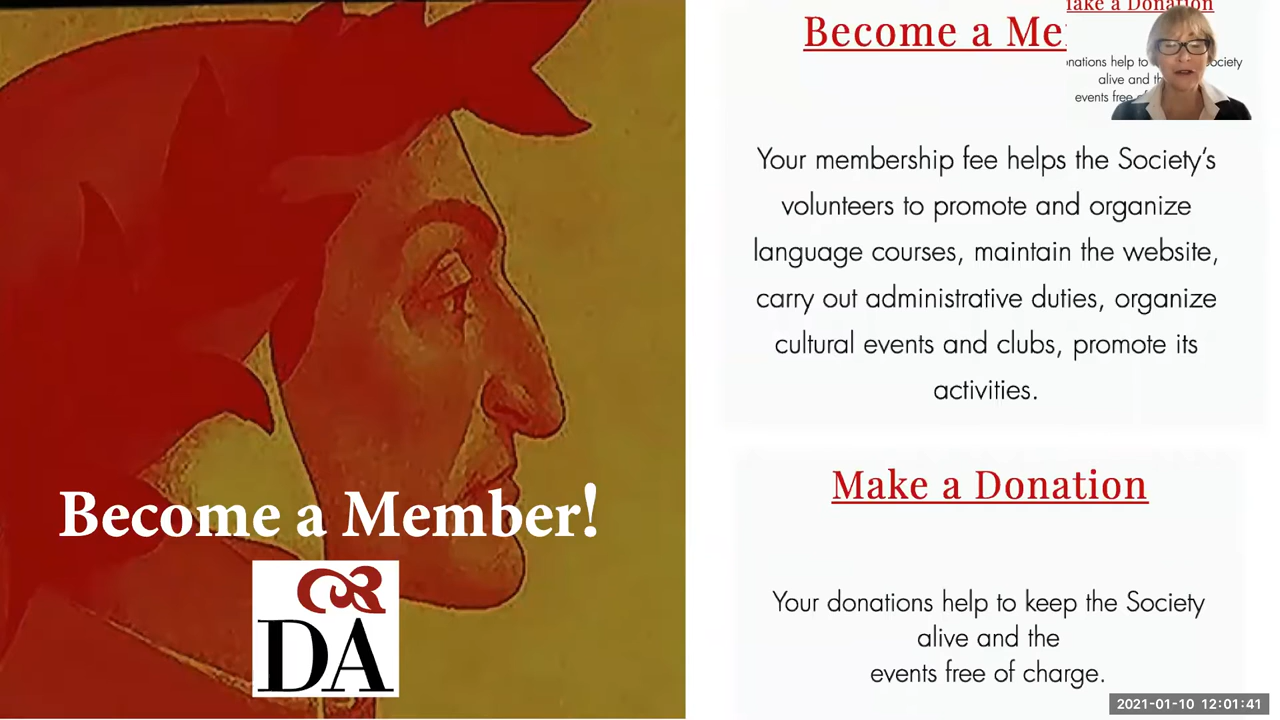 Become a Member!
DA
Become a Me
Your membership fee helps the Society's
volunteers to promote and organize
language courses, maintain the website,
carry out administrative duties, organize
cultural events and clubs, promote its
activities.
Make a Donation
Your donations help to keep the Society
alive and the
events free of charge.
ake a Donation
onations help to
ociety
alive and th
events free
2021-01-10 12:01:41